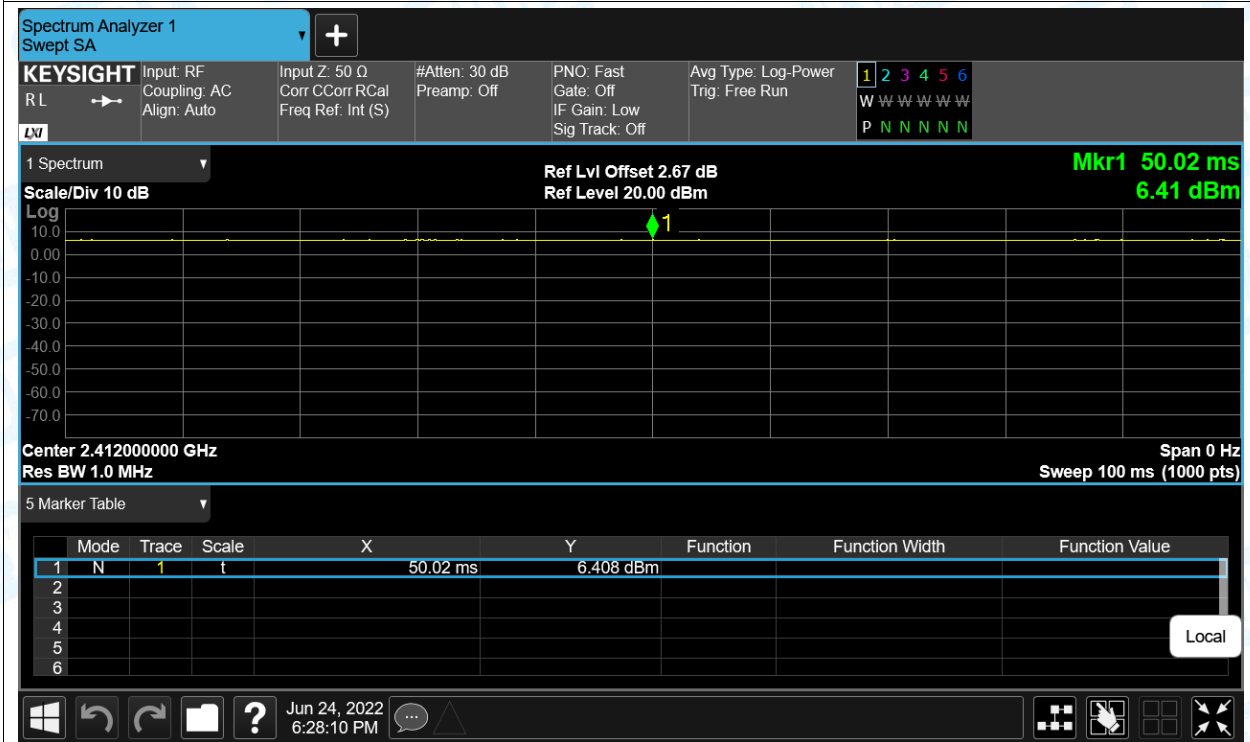 Spectrum Analyzer 1
Swept SA
KEYSIGHT
R L
LXI
Input: RF
Coupling: AC
Align: Auto
Input Z: 50 Ω
Corr CCorr RCal
Freq Ref: Int (S)
#Atten: 30 dB
Preamp: Off
PNO: Fast
Gate: Off
IF Gain: Low
Sig Track: Off
Avg Type: Log-Power
Trig: Free Run
1 2 3 4 5 6
W W W W W W
P N N N N N
1 Spectrum
Scale/Div 10 dB
Ref Lvl Offset 2.67 dB
Ref Level 20.00 dBm
Mkr1 50.02 ms
6.41 dBm
Log
1
10.0
0.00
-10.0
-20.0
-30.0
-40.0
-50.0
-60.0
-70.0
Center 2.412000000 GHz
Span 0 Hz
Res BW 1.0 MHz
Sweep 100 ms (1000 pts)
5 Marker Table
Mode Trace Scale X Y Function Function Width Function Value
1 N 1 t 50.02 ms 6.408 dBm
2
3
4
5
6
Local
?
Jun 24, 2022
6:28:10 PM